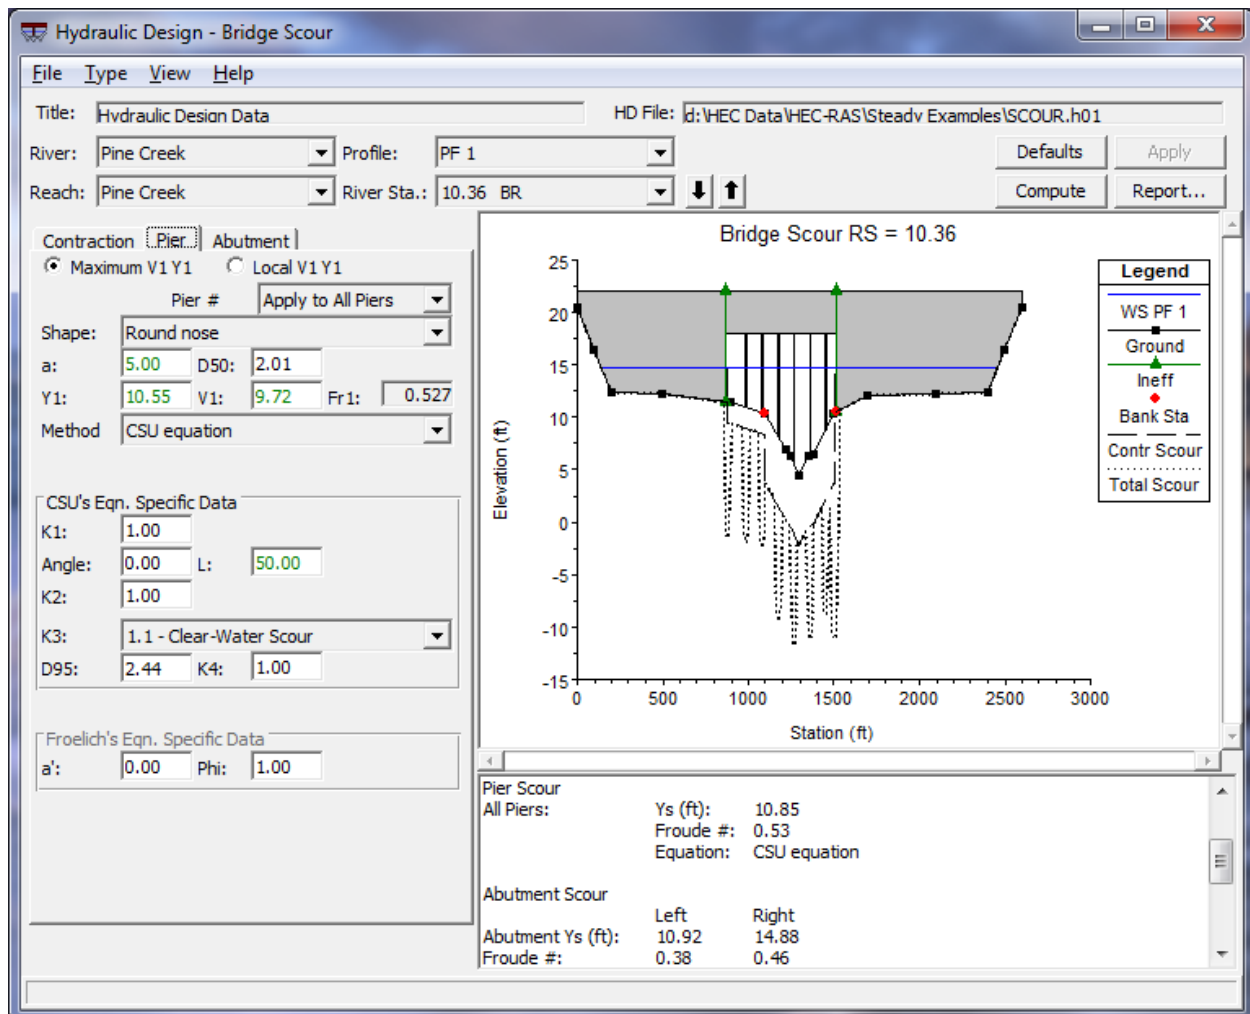 Hydraulic Design - Bridge Scour
File Type View Help
Title: Hydraulic Design Data HD File: d:\HEC Data\HEC-RAS\Steady Examples\SCOUR.h01
River: Pine Creek Profile: PF 1 Defaults Apply
Reach: Pine Creek River Sta.: 10.36 BR Compute Report...
Contraction Pier Abutment
Maximum V1 Y1 Local V1 Y1
Pier # Apply to All Piers
Shape: Round nose
a: 5.00 D50: 2.01
Y1: 10.55 V1: 9.72 Fr1: 0.527
Method CSU equation
CSU's Eqn. Specific Data
K1: 1.00
Angle: 0.00 L: 50.00
K2: 1.00
K3: 1.1 - Clear-Water Scour
D95: 2.44 K4: 1.00
Froelich's Eqn. Specific Data
a': 0.00 Phi: 1.00
Bridge Scour RS = 10.36
Elevation (ft)
25
20
15
10
5
0
-5
-10
-15
0 500 1000 1500 2000 2500 3000
Station (ft)
Legend
WS PF 1
Ground
Ineff
Bank Sta
Contr Scour
Total Scour
Pier Scour
All Piers: Ys (ft): 10.85
Froude #: 0.53
Equation: CSU equation
Abutment Scour
Left Right
Abutment Ys (ft): 10.92 14.88
Froude #: 0.38 0.46